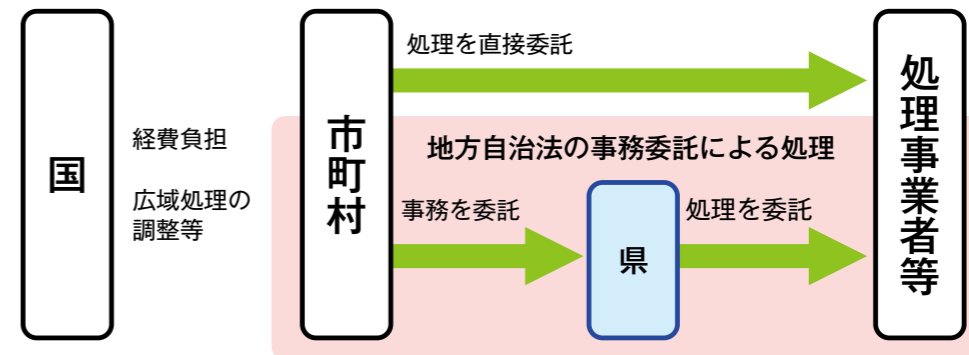 国
経費負担
広域処理の
調整等
市町村
処理を直接委託
地方自治法の事務委託による処理
事務を委託
県
処理を委託
処理事業者等